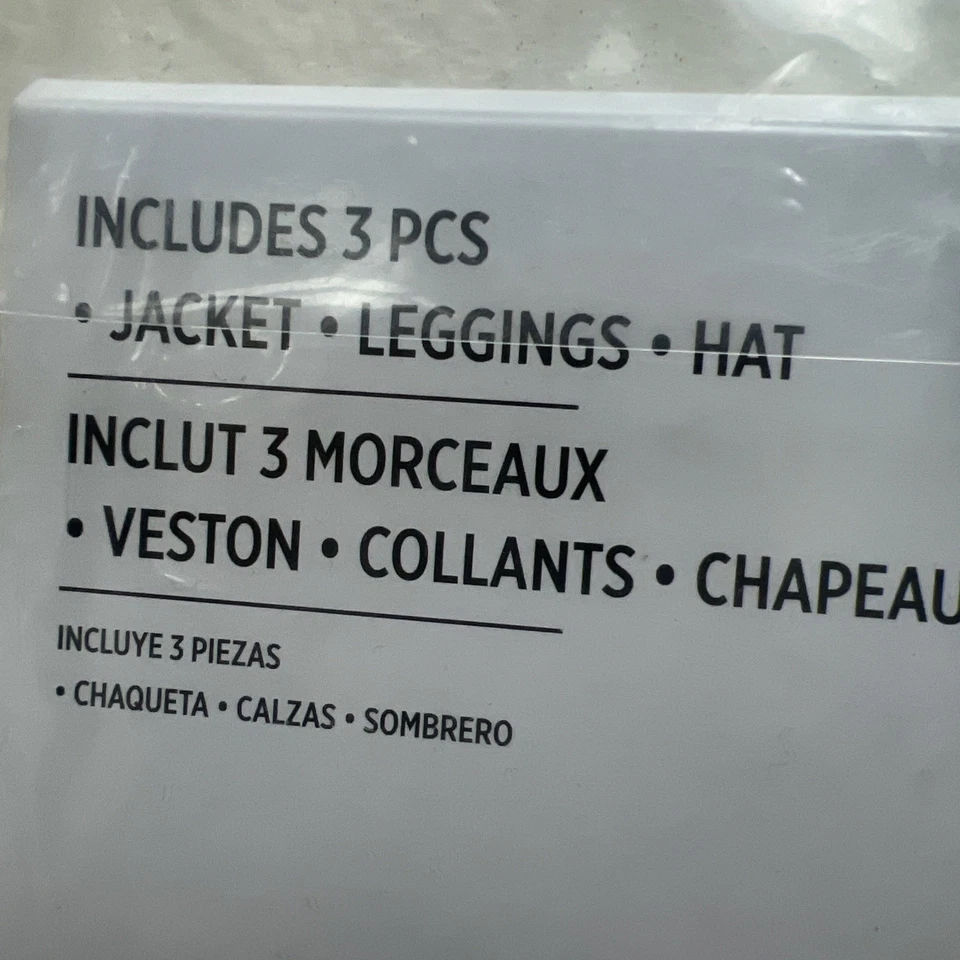 INCLUDES 3 PCS
• JACKET • LEGGINGS • HAT
INCLUT 3 MORCEAUX
• VESTON • COLLANTS • CHAPEAU
INCLUYE 3 PIEZAS
• CHAQUETA • CALZAS • SOMBRERO